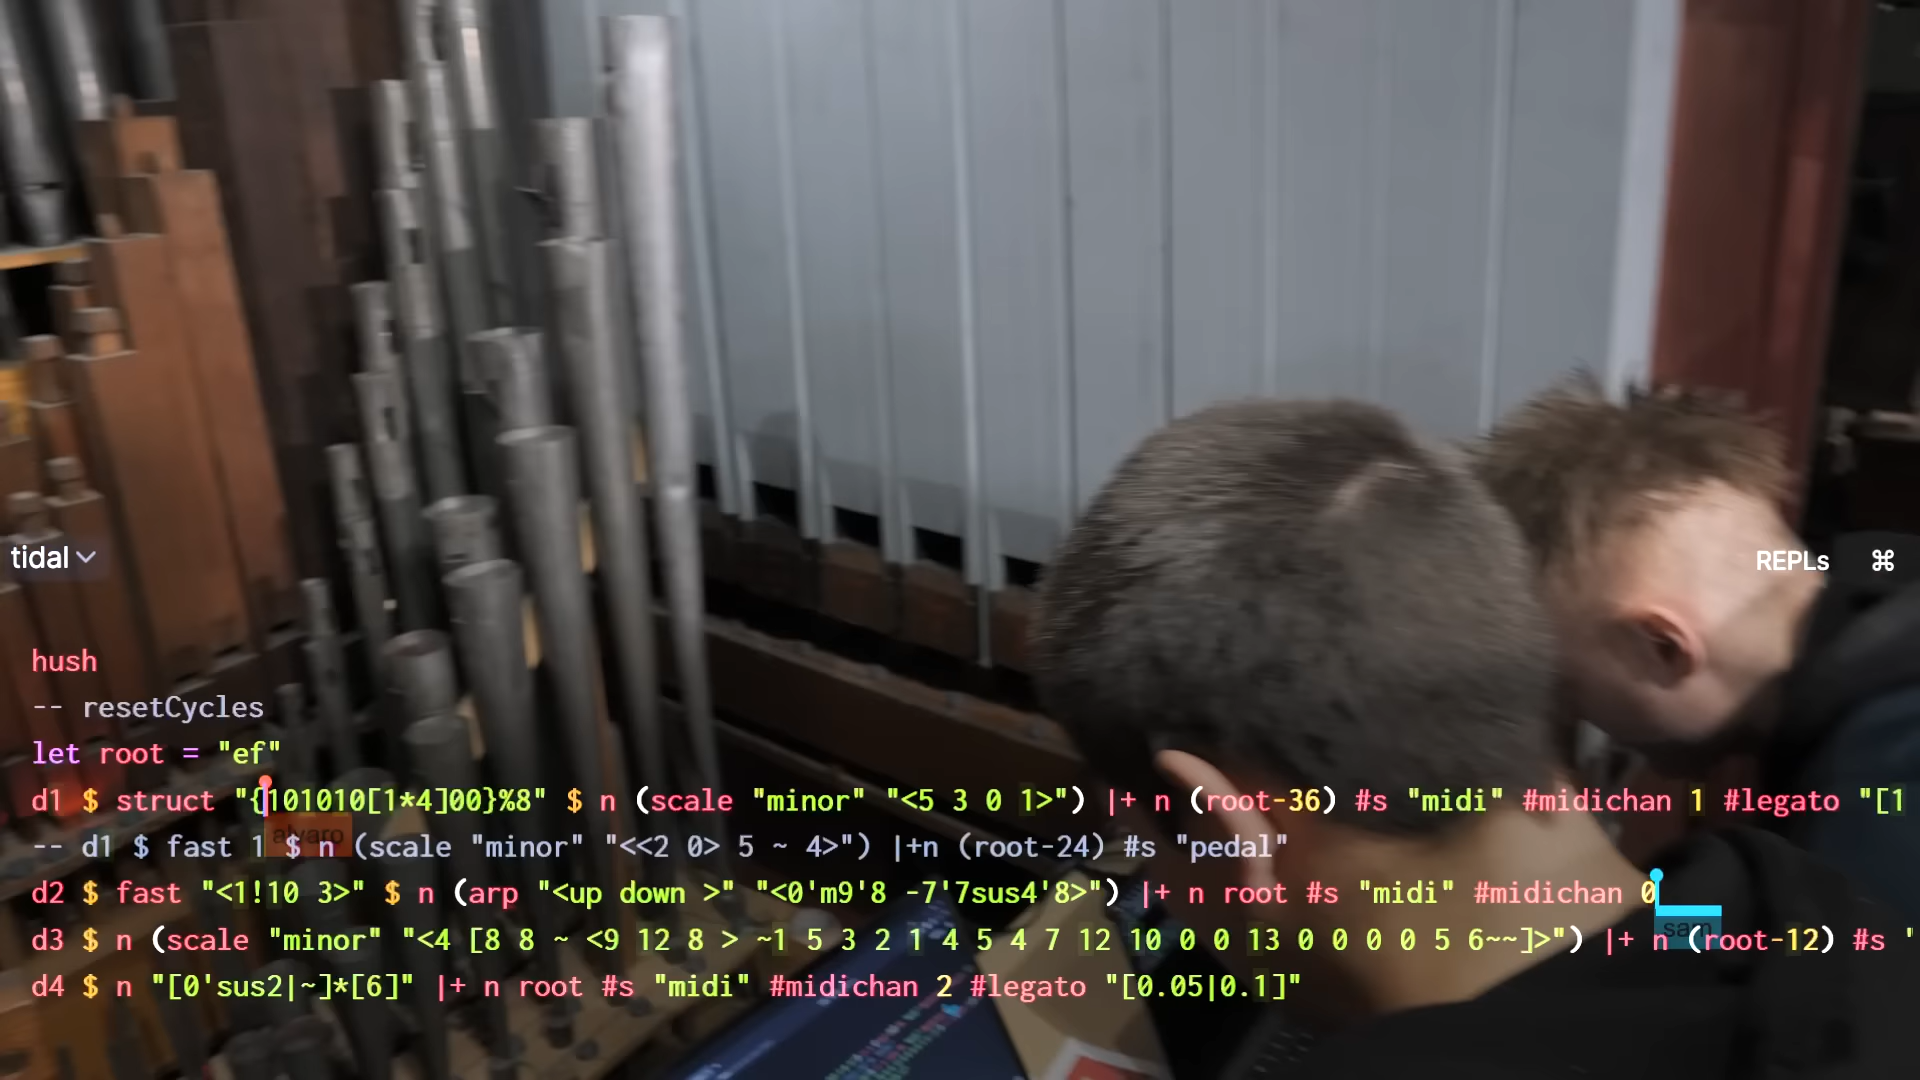 tidal
REPLs ⌘
hush
-- resetCycles
let root = "ef"
d1 $ struct "{101010[1*4]00}%8" $ n (scale "minor" "<5 3 0 1>") |+ n (root-36) #s "midi" #midichan 1 #legato "[1
alvaro
-- d1 $ fast 1 $ n (scale "minor" "<<2 0> 5 ~ 4>") |+n (root-24) #s "pedal"
d2 $ fast "<1!10 3>" $ n (arp "<up down >" "<0'm9'8 -7'7sus4'8>") |+ n root #s "midi" #midichan 0
sam
d3 $ n (scale "minor" "<4 [8 8 ~ <9 12 8 > ~1 5 3 2 1 4 5 4 7 12 10 0 0 13 0 0 0 0 5 6~~]>") |+ n (root-12) #s "
d4 $ n "[0'sus2|~]*[6]" |+ n root #s "midi" #midichan 2 #legato "[0.05|0.1]"